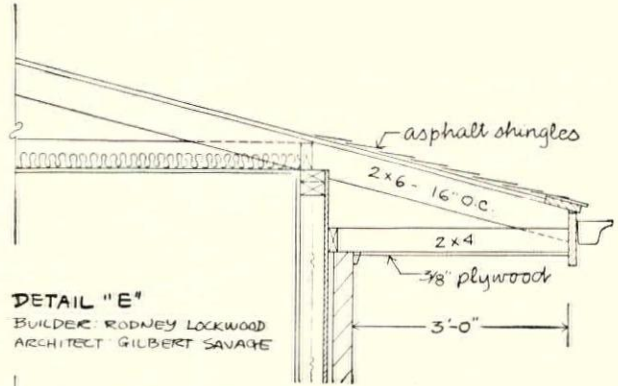 asphalt shingles
2×6 - 16" O.C.
2×4
3/8" plywood
3'-0"
DETAIL "E"
BUILDER: RODNEY LOCKWOOD
ARCHITECT GILBERT SAVAGE